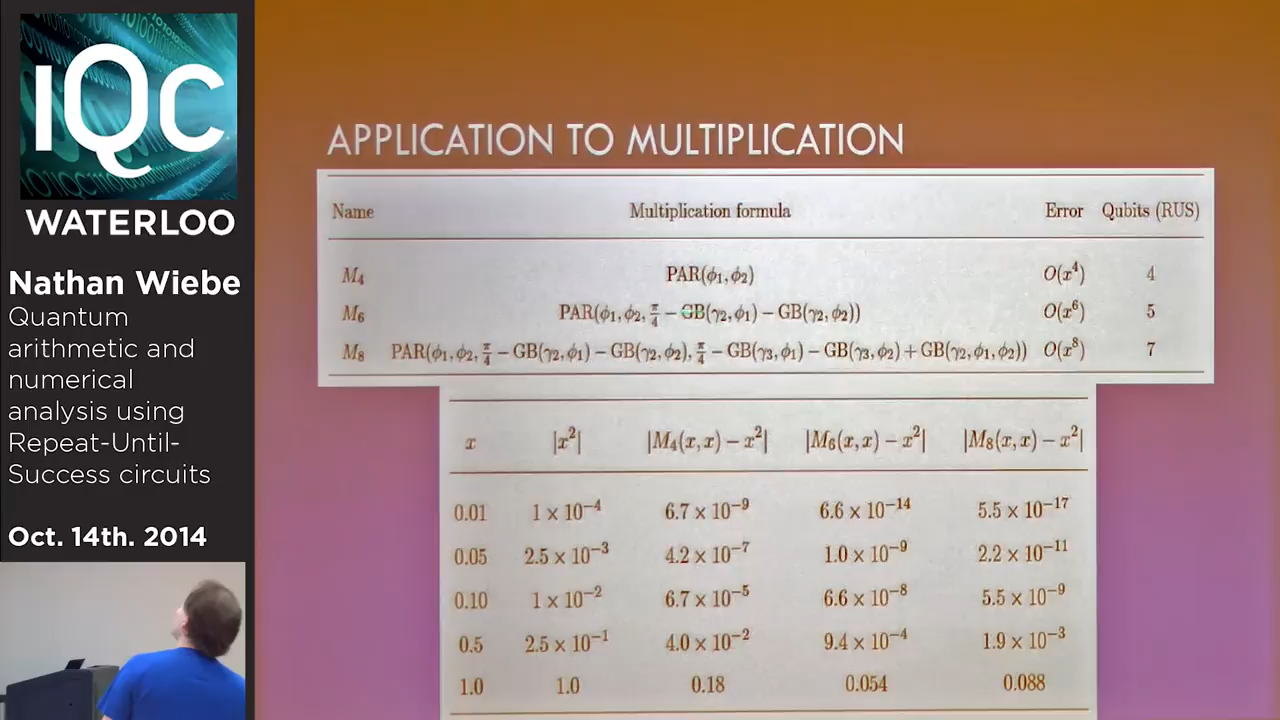 IQC
WATERLOO
Nathan Wiebe
Quantum
arithmetic and
numerical
analysis using
Repeat-Until-
Success circuits
Oct. 14th. 2014
APPLICATION TO MULTIPLICATION
Name Multiplication formula Error Qubits (RUS)
M₄ PAR(ϕ₁, ϕ₂) O(x⁴) 4
M₆ PAR(ϕ₁, ϕ₂, π/4 − GB(γ₂, ϕ₁) − GB(γ₂, ϕ₂)) O(x⁶) 5
M₈ PAR(ϕ₁, ϕ₂, π/4 − GB(γ₂, ϕ₁) − GB(γ₂, ϕ₂), π/4 − GB(γ₃, ϕ₁) − GB(γ₃, ϕ₂) + GB(γ₂, ϕ₁, ϕ₂)) O(x⁸) 7
x |x²| |M₄(x, x) − x²| |M₆(x, x) − x²| |M₈(x, x) − x²|
0.01 1 × 10⁻⁴ 6.7 × 10⁻⁹ 6.6 × 10⁻¹⁴ 5.5 × 10⁻¹⁷
0.05 2.5 × 10⁻³ 4.2 × 10⁻⁷ 1.0 × 10⁻⁹ 2.2 × 10⁻¹¹
0.10 1 × 10⁻² 6.7 × 10⁻⁵ 6.6 × 10⁻⁸ 5.5 × 10⁻⁹
0.5 2.5 × 10⁻¹ 4.0 × 10⁻² 9.4 × 10⁻⁴ 1.9 × 10⁻³
1.0 1.0 0.18 0.054 0.088